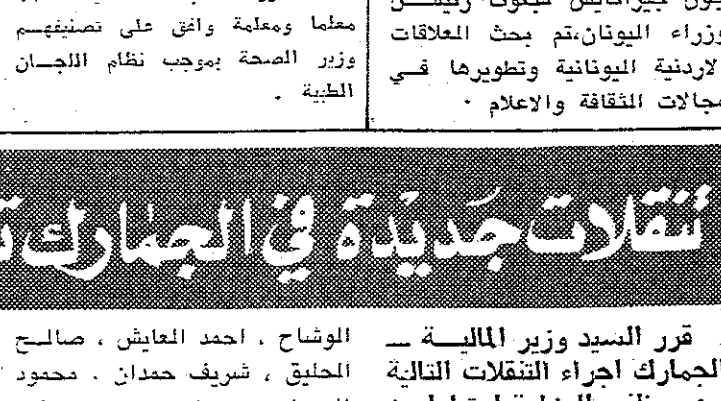 وزراء اليونان،تم بحث العلاقات
الاردنية اليونانية وتطويرها في
مجالات الثقافة والاعلام .
معلما ومعلمة وافق على تصنيفهم
وزير الصحة بموجب نظام اللجان
الطبية .
تنقلات جديدة في الجمارك
قرر السيد وزير المالية ــ
الجمارك اجراء التنقلات التالية
الوشاح ، احمد العايش ، صالح
الحليق ، شريف حمدان . محمود